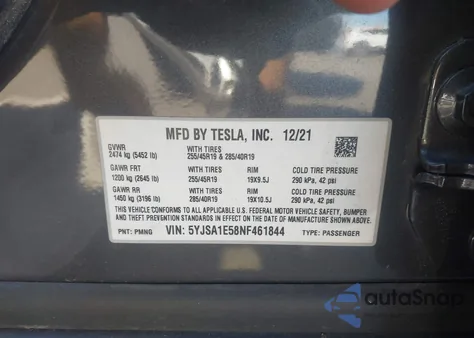 MFD BY TESLA, INC. 12/21
GVWR WITH TIRES
2474 kg (5452 lb) 255/45R19 & 285/40R19
GAWR FRT WITH TIRES RIM COLD TIRE PRESSURE
1200 kg (2645 lb) 255/45R19 19X9.5J 290 kPa, 42 psi
GAWR RR WITH TIRES RIM COLD TIRE PRESSURE
1450 kg (3196 lb) 285/40R19 19X10.5J 290 kPa, 42 psi
THIS VEHICLE CONFORMS TO ALL APPLICABLE U.S. FEDERAL MOTOR VEHICLE SAFETY, BUMPER
AND THEFT PREVENTION STANDARDS IN EFFECT ON THE DATE OF MANUFACTURE SHOWN ABOVE.
PNT: PMNG VIN: 5YJSA1E58NF461844 TYPE: PASSENGER
autoSnap